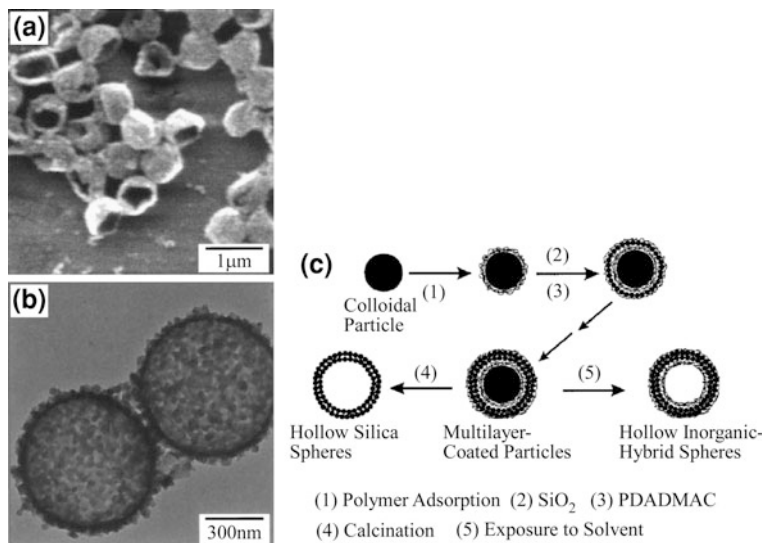 (a)
1μm
(b)
300nm
(c)
(1)
(2)
(3)
Colloidal
Particle
(4)
(5)
Hollow Silica
Spheres
Multilayer-
Coated Particles
Hollow Inorganic-
Hybrid Spheres
(1) Polymer Adsorption (2) SiO₂ (3) PDADMAC
(4) Calcination (5) Exposure to Solvent